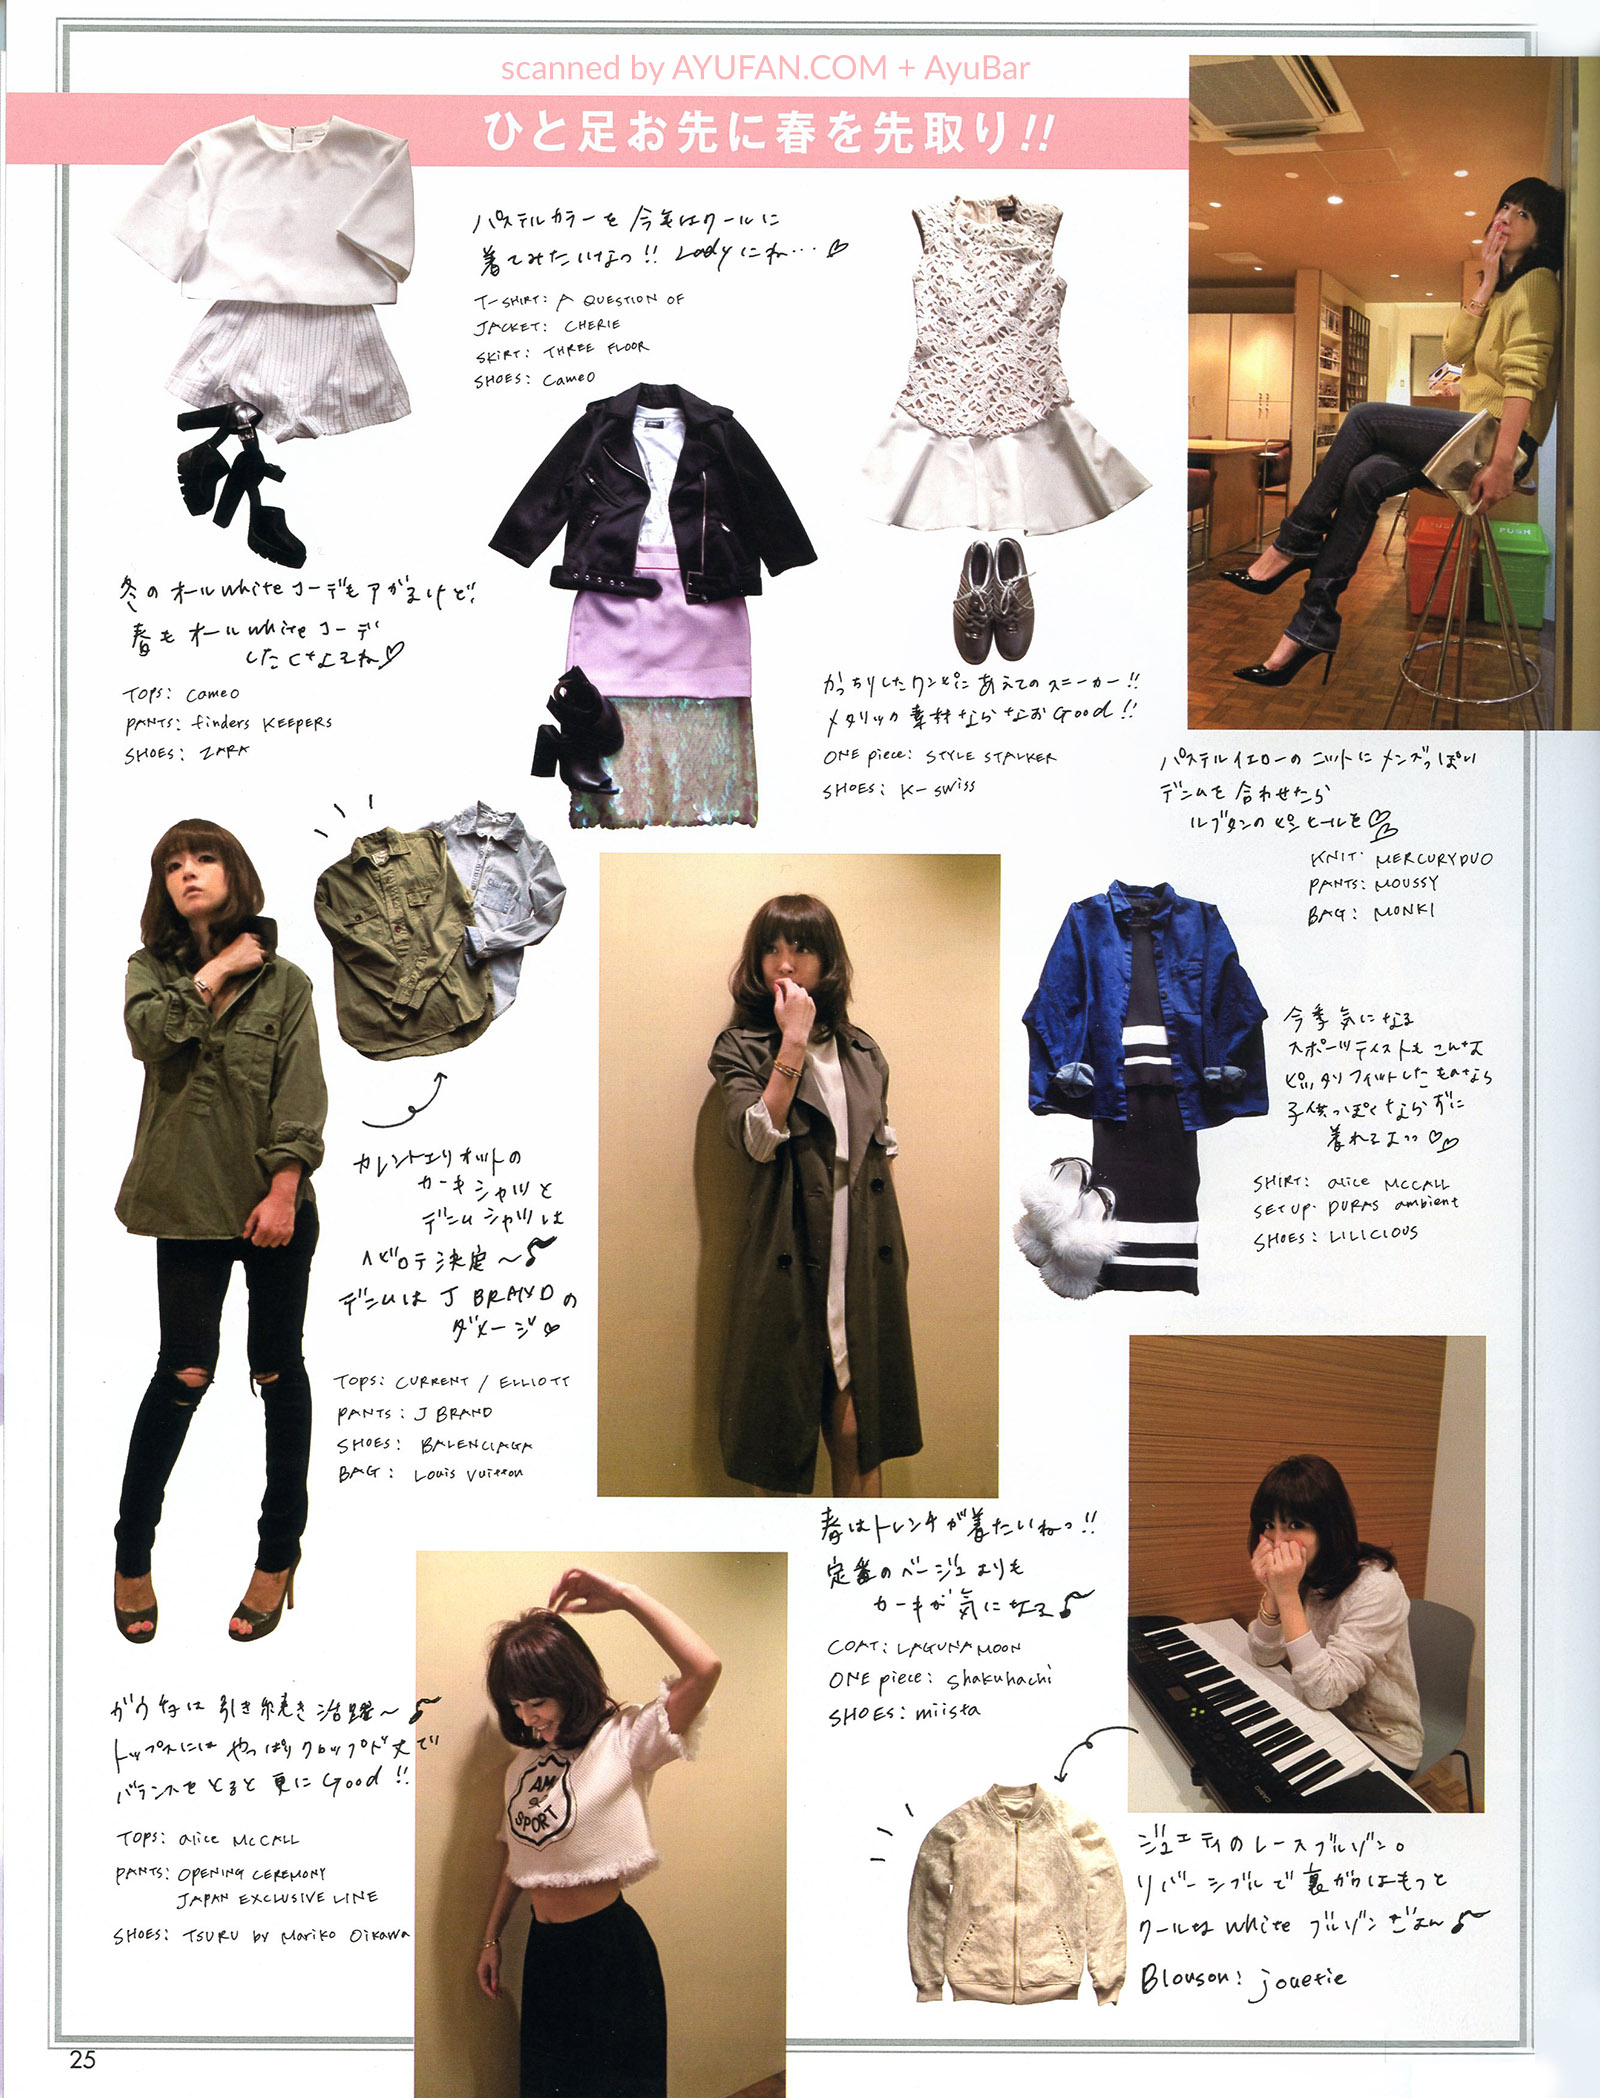 scanned by AYUFAN.COM + AyuBar
ひと足お先に春を先取り!!
パステルカラーを今年はクールに
着てみたいなっ!! Ladyにね…♡
T-SHIRT: A QUESTION OF
JACKET: CHERIE
SKIRT: THREE FLOOR
SHOES: cameo
冬のオールwhiteコーデもアガるけど、
春もオールwhiteコーデ
したくなるね♡
TOPS: cameo
PANTS: finders KEEPERS
SHOES: ZARA
かっちりしたワンピにあえてのスニーカー!!
メタリック素材ならなおGood!!
ONE piece: STYLE STALKER
SHOES: K-swiss
PUSH
PUSH
パステルイエローのニットにメンズっぽい
デニムを合わせたら
ルブタンのピンヒールを♡♡
KNIT: MERCURYDUO
PANTS: MOUSSY
BAG: MONKI
今季気になる
スポーツテイストもこんな
ピッタリフィットしたものなら
子供っぽくならずに
着れるよっっ♡♡
SHIRT: alice McCALL
SETUP: DURAS ambient
SHOES: LILICIOUS
カレントエリオットの
カーキシャツと
デニムシャツは
ヘビロテ決定〜♪
デニムは J BRANDの
ダメージ♡
TOPS: CURRENT / ELLIOTT
PANTS: J BRAND
SHOES: BALENCIAGA
BAG: Louis Vuitton
春はトレンチが着たいねっ!!
定番のベージュよりも
カーキが気になる♪
COAT: LAGUNAMOON
ONE piece: shakuhachi
SHOES: miista
ガウチョは引き続き活躍〜♪
トップスにはやっぱりクロップド丈で
バランスをとると更にGood!!
TOPS: alice McCALL
PANTS: OPENING CEREMONY
JAPAN EXCLUSIVE LINE
SHOES: TSURU by Mariko Oikawa
AM
&
SPORT
CASIO
ジュエティのレースブルゾン。
リバーシブルで裏がわはもっと
クールなwhiteブルゾンだよん♪
Blouson: jouetie
25